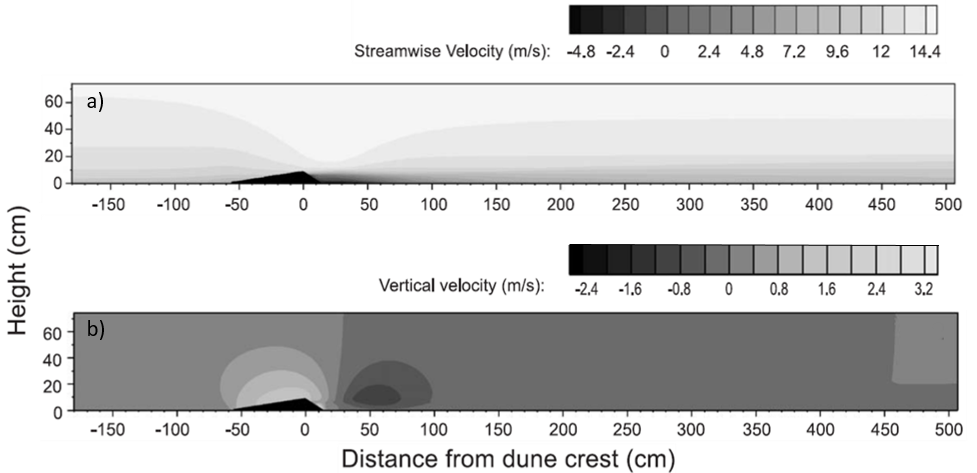 Streamwise Velocity (m/s): -4.8 -2.4 0 2.4 4.8 7.2 9.6 12 14.4
a)
60
40
20
0
-150 -100 -50 0 50 100 150 200 250 300 350 400 450 500
Height (cm)
Vertical velocity (m/s): -2.4 -1.6 -0.8 0 0.8 1.6 2.4 3.2
b)
60
40
20
0
-150 -100 -50 0 50 100 150 200 250 300 350 400 450 500
Distance from dune crest (cm)